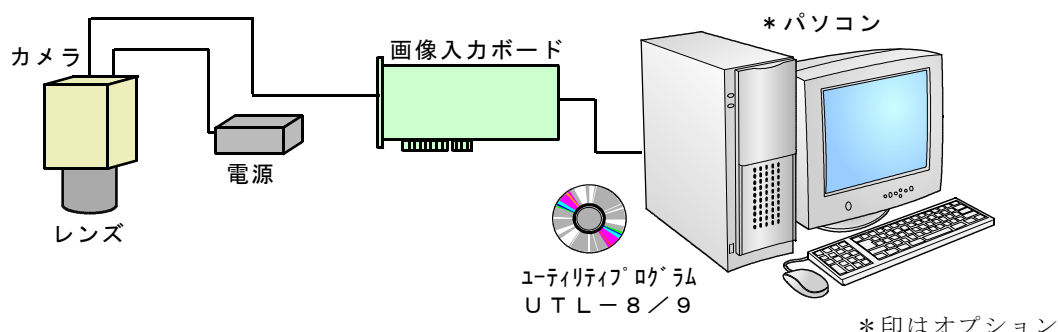 ＊パソコン
カメラ
画像入力ボード
電源
レンズ
ﾕｰﾃｨﾘﾃｨﾌﾟﾛｸﾞﾗﾑ
ＵＴＬ－８／９
＊印はオプション